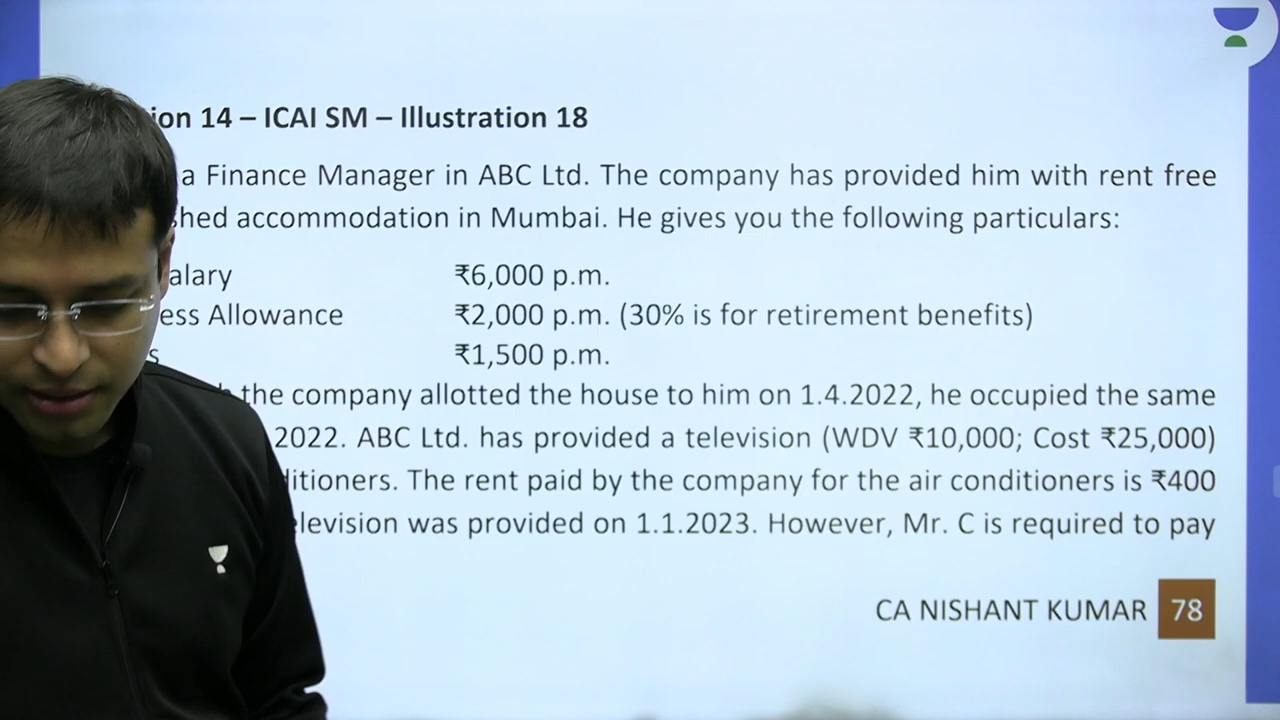 ion 14 – ICAI SM – Illustration 18
a Finance Manager in ABC Ltd. The company has provided him with rent free
shed accommodation in Mumbai. He gives you the following particulars:
alary ₹6,000 p.m.
ess Allowance ₹2,000 p.m. (30% is for retirement benefits)
s ₹1,500 p.m.
the company allotted the house to him on 1.4.2022, he occupied the same
2022. ABC Ltd. has provided a television (WDV ₹10,000; Cost ₹25,000)
ditioners. The rent paid by the company for the air conditioners is ₹400
elevision was provided on 1.1.2023. However, Mr. C is required to pay
CA NISHANT KUMAR 78